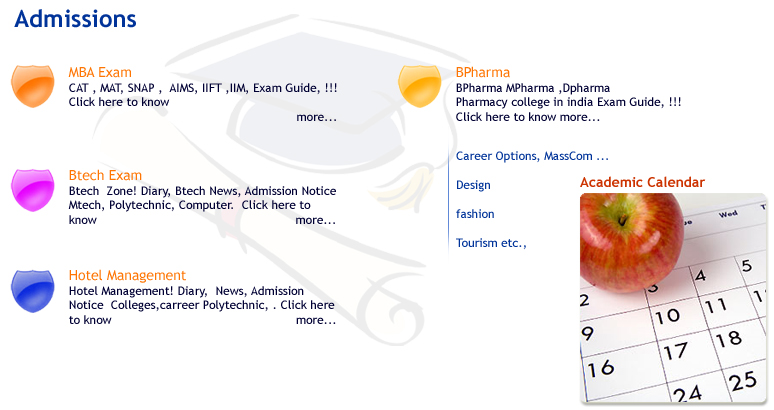 Admissions
MBA Exam
CAT , MAT, SNAP ,  AIMS, IIFT ,IIM, Exam Guide, !!!
Click here to know
more...
Btech Exam
Btech  Zone! Diary, Btech News, Admission Notice
Mtech, Polytechnic, Computer.  Click here to
know more...
Hotel Management
Hotel Management! Diary,  News, Admission
Notice  Colleges,carreer Polytechnic, . Click here
to know more...
BPharma
BPharma MPharma ,Dpharma
Pharmacy college in india Exam Guide, !!!
Click here to know more...
Career Options, MassCom ...
Design
fashion
Tourism etc.,
Academic Calendar
Wed
2 3 4 5
9 10 11
16 17 18
24 25